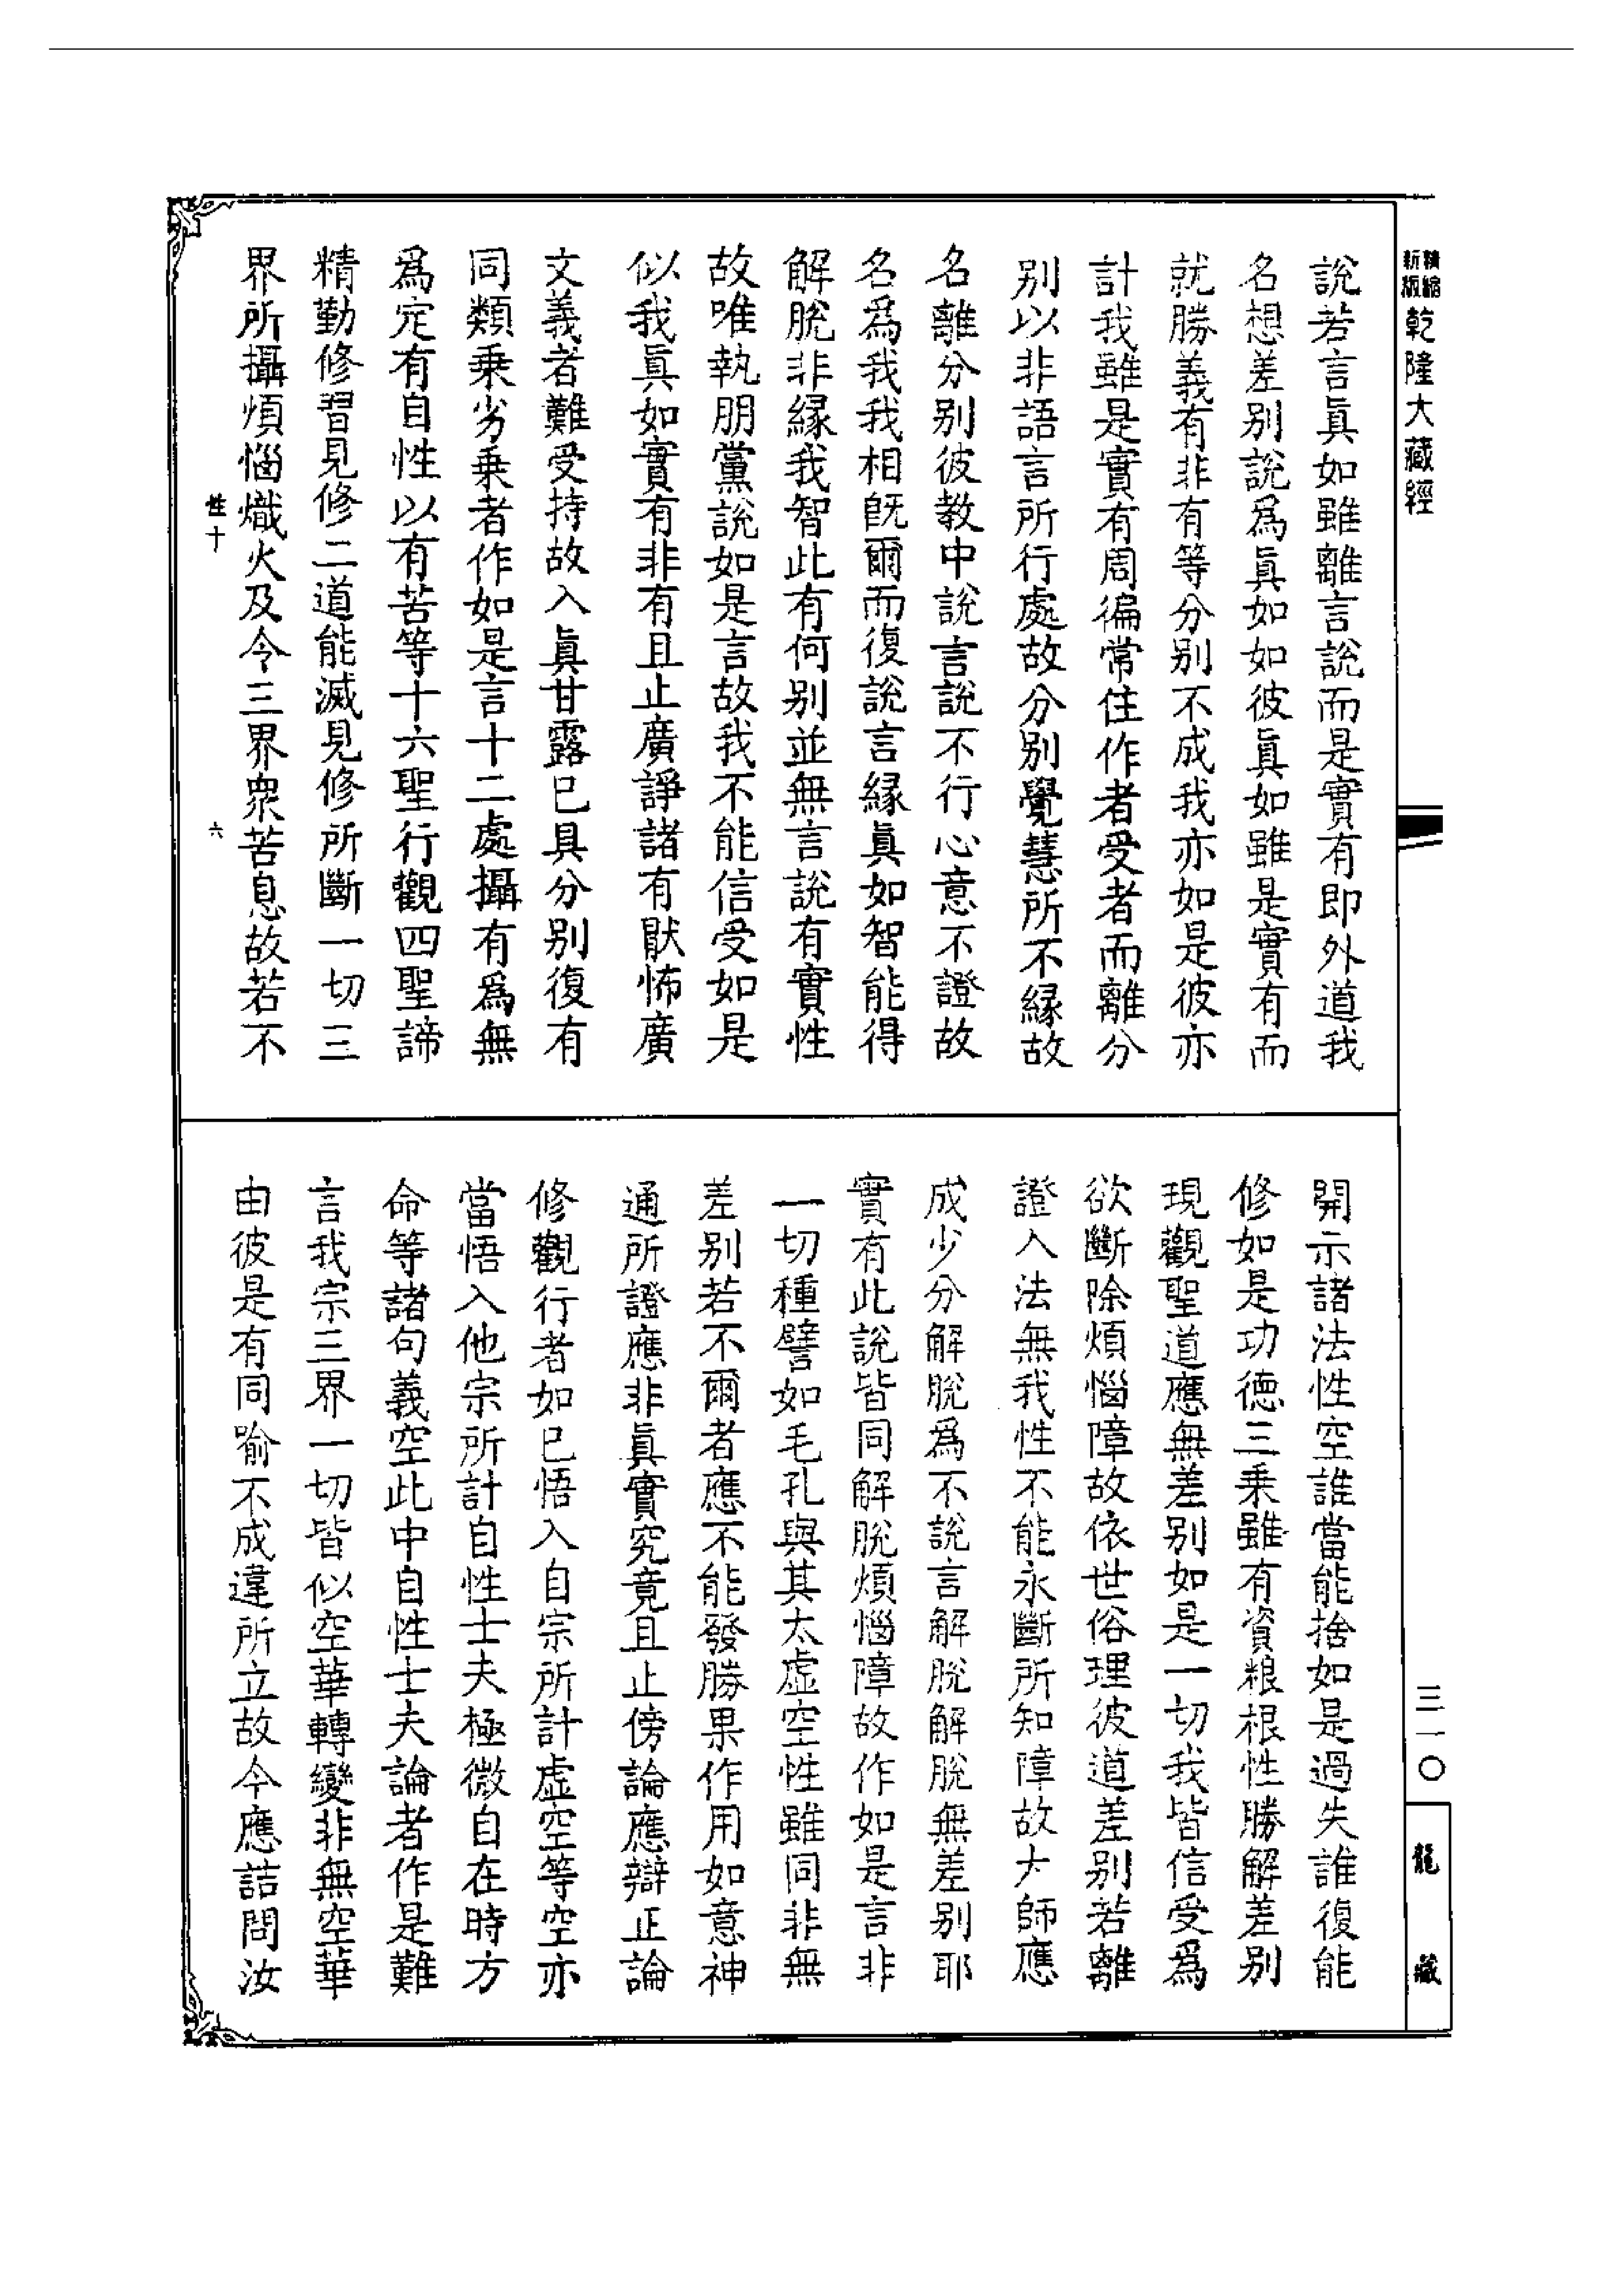 精縮新版乾隆大藏經
說若言眞如雖離言說而是實有即外道我
名想差别說爲眞如如彼眞如雖是實有而
就勝義有非有等分别不成我亦如是彼亦
計我雖是實有周徧常住作者受者而離分
别以非語言所行處故分别覺慧所不緣故
名離分别彼教中說言說不行心意不證故
名爲我我相旣爾而復說言緣眞如智能得
解脫非緣我智此有何别並無言說有實性
故唯執朋黨說如是言故我不能信受如是
似我眞如實有非有且止廣諍諸有猒怖廣
文義者難受持故入眞甘露已具分别復有
同類乘劣乘者作如是言十二處攝有爲無
爲定有自性以有苦等十六聖行觀四聖諦
精勤修習見修二道能滅見修所斷一切三
界所攝煩惱熾火及令三界衆苦息故若不
性十
六
開示諸法性空誰當能捨如是過失誰復能
修如是功德三乘雖有資粮根性勝解差别
現觀聖道應無差别如是一切我皆信受爲
欲斷除煩惱障故依世俗理彼道差别若離
證入法無我性不能永斷所知障故大師應
成少分解脫爲不說言解脫解脫無差别耶
實有此說皆同解脫煩惱障故作如是言非
一切種譬如毛孔與其太虛空性雖同非無
差别若不爾者應不能發勝果作用如意神
通所證應非眞實究竟且止傍論應辯正論
修觀行者如已悟入自宗所計虛空等空亦
當悟入他宗所計自性士夫極微自在時方
命等諸句義空此中自性士夫論者作是難
言我宗三界一切皆似空華轉變非無空華
由彼是有同喻不成違所立故今應詰問汝
三一〇
龍藏